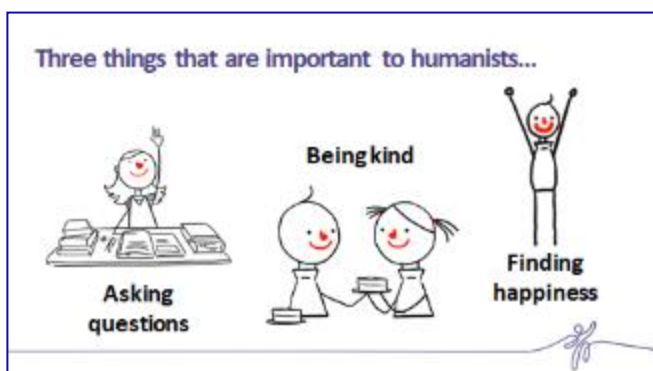 Three things that are important to humanists...
Being kind
Asking
questions
Finding
happiness